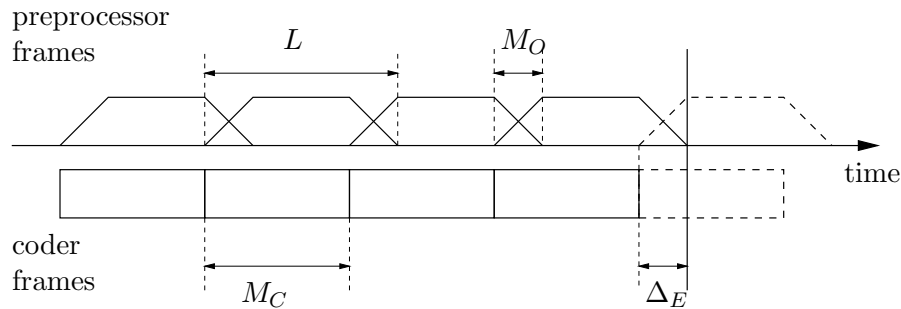 preprocessor
frames
L
M_O
time
coder
frames
M_C
Δ_E